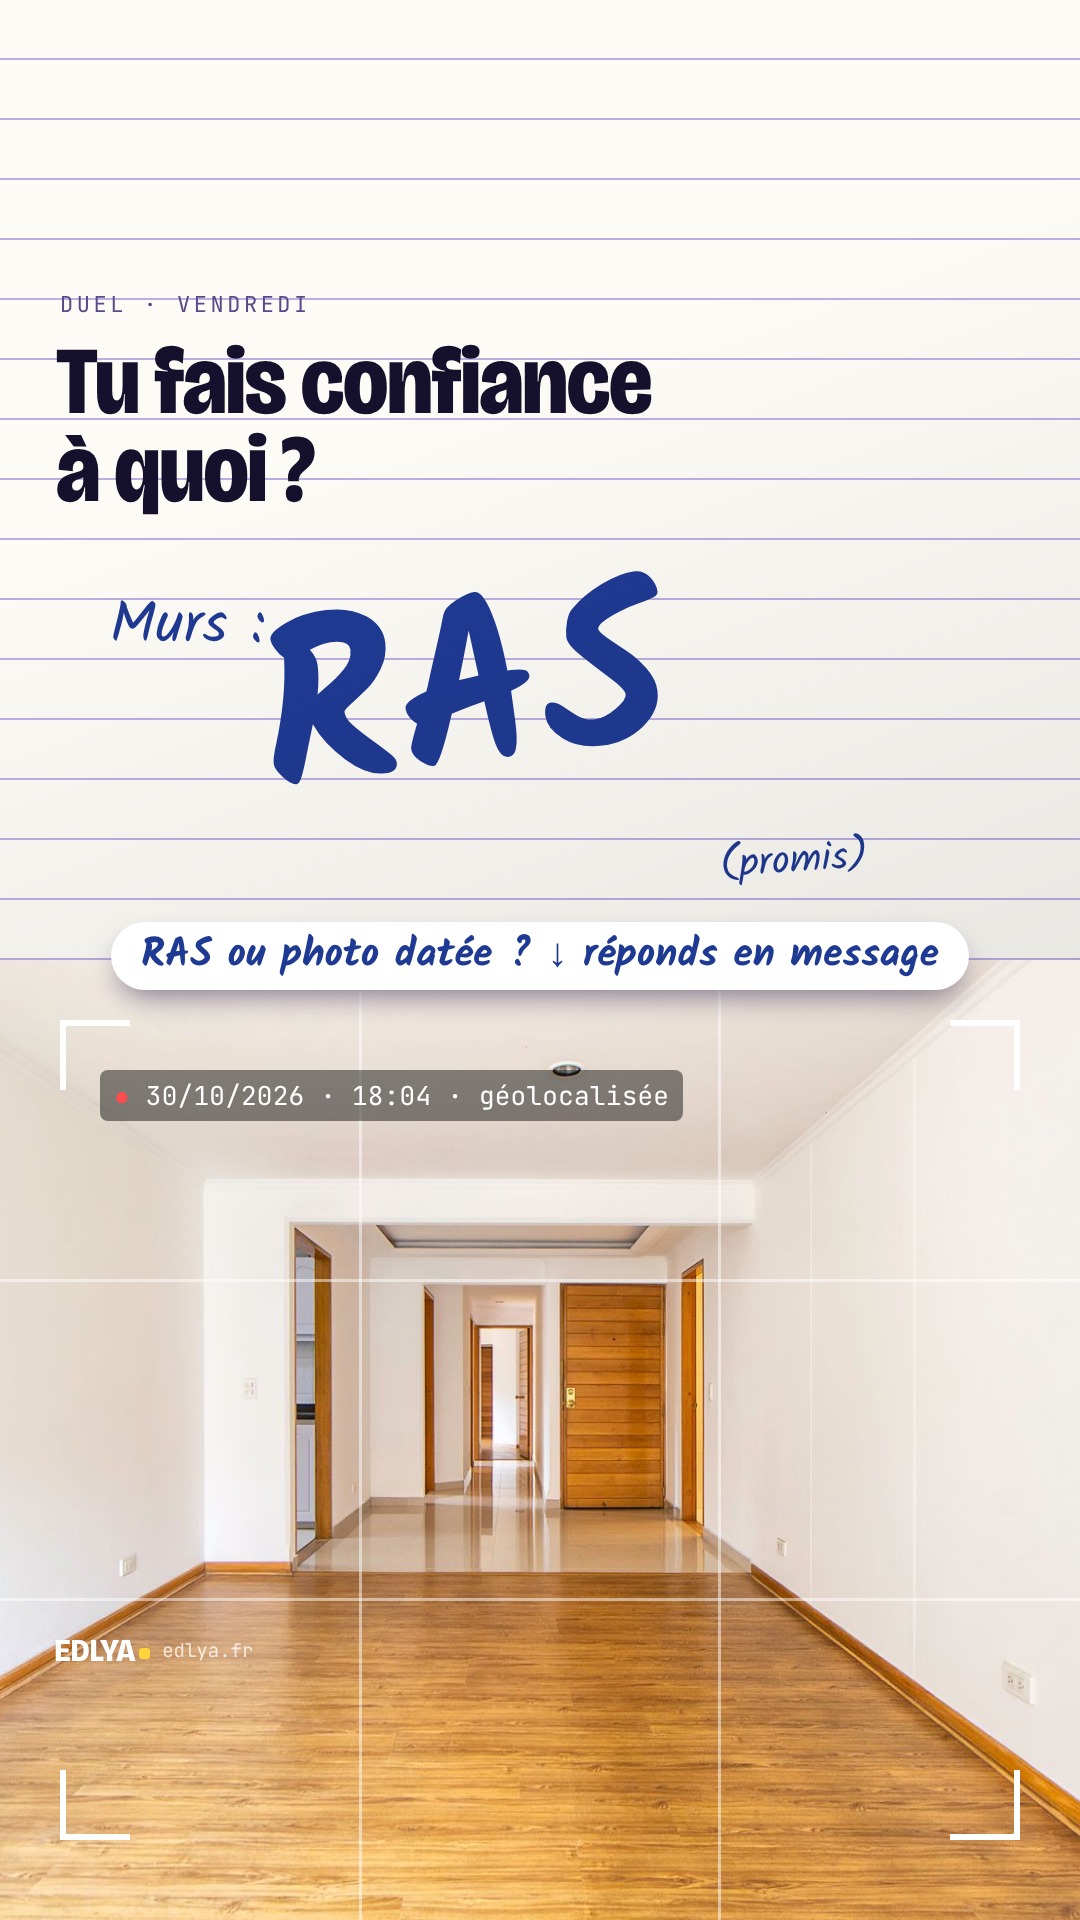 DUEL · VENDREDI
Tu fais confiance
à quoi ?
Murs : RAS
(promis)
RAS ou photo datée ? ↓ réponds en message
30/10/2026 · 18:04 · géolocalisée
EDLYA edlya.fr